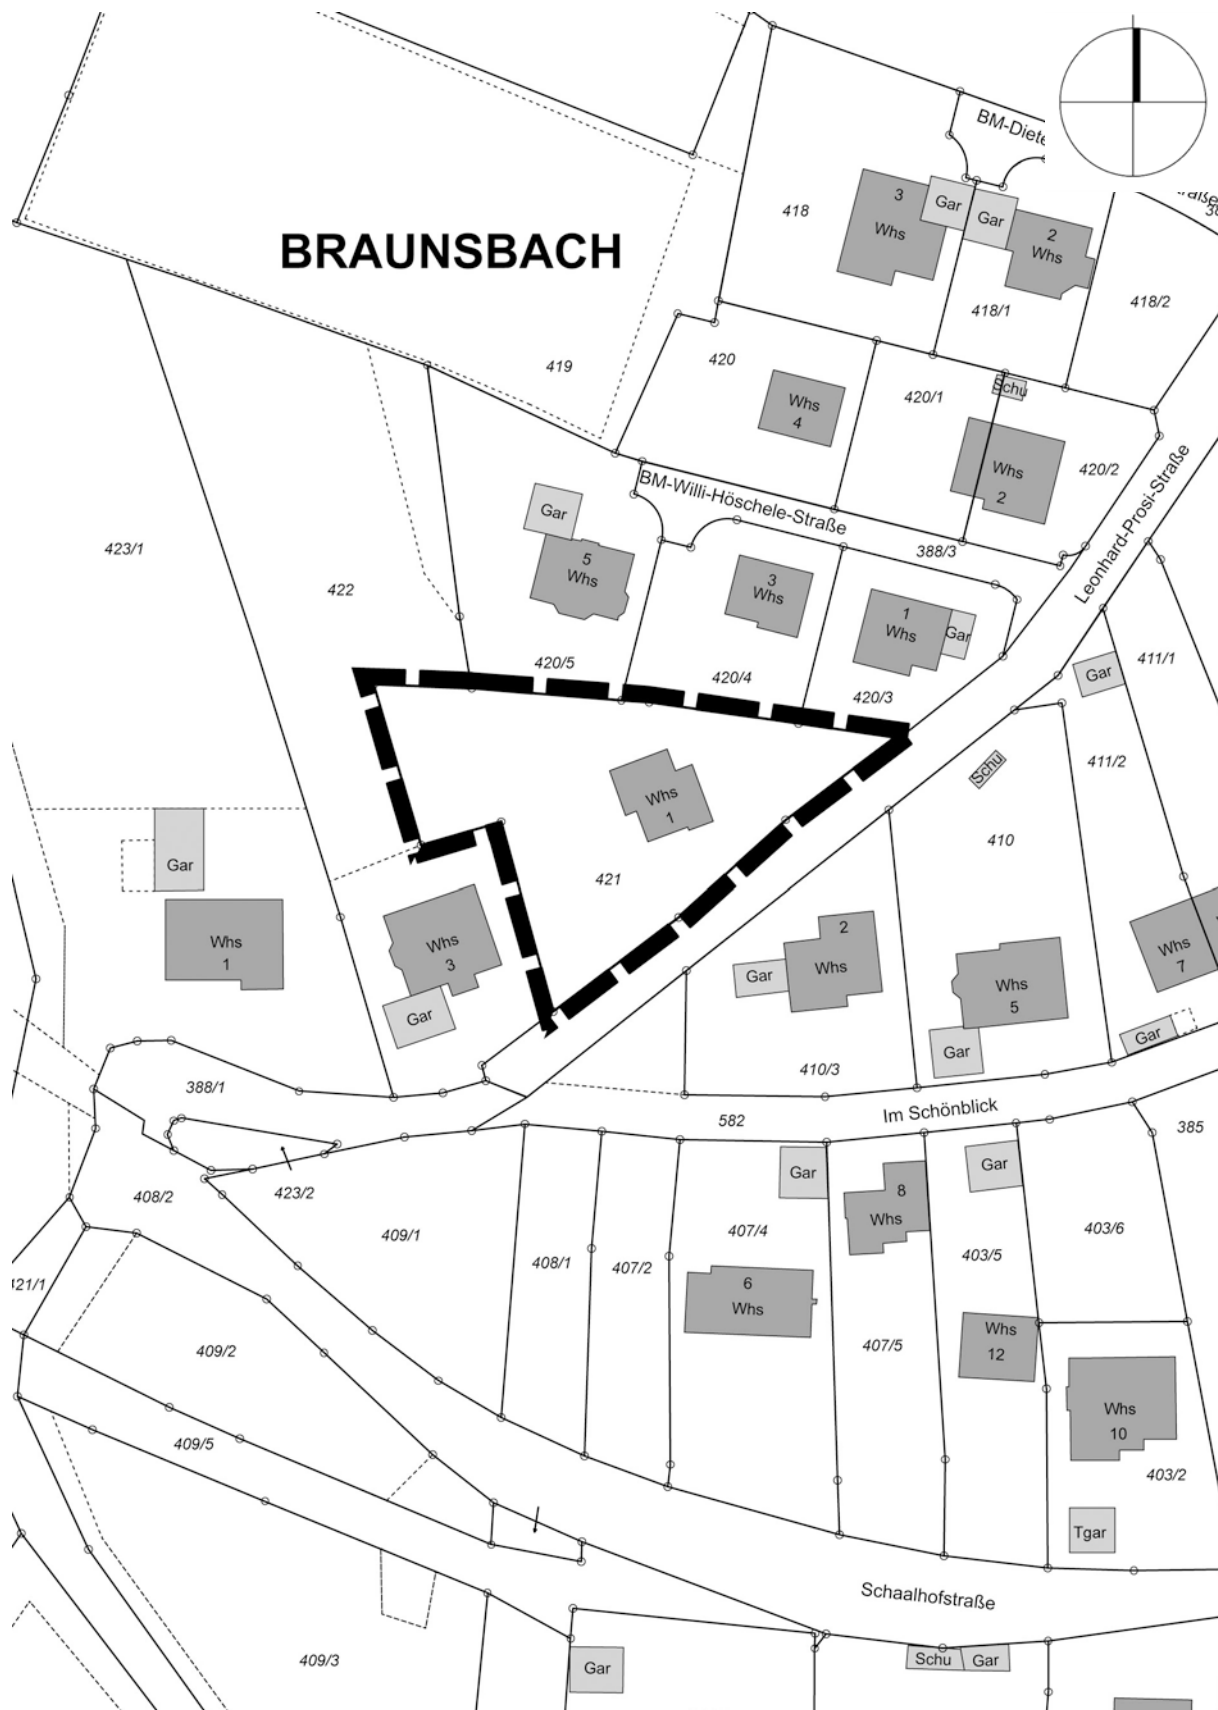 BM-Diete
raße
418
3
Whs
Gar
Gar
2
Whs
418/1
418/2
BRAUNSBACH
419
420
Whs
4
420/1
Schu
Whs
2
420/2
BM-Willi-Höschele-Straße
388/3
Leonhard-Prosi-Straße
423/1
422
Gar
5
Whs
420/5
3
Whs
420/4
1
Whs
Gar
420/3
Gar
411/1
411/2
Schu
410
Whs
1
421
Gar
Whs
1
Whs
3
Gar
2
Whs
Gar
410/3
Whs
5
Gar
Whs
7
Gar
388/1
Im Schönblick
582
385
408/2
423/2
409/1
408/1
407/2
407/4
Gar
6
Whs
8
Whs
407/5
Gar
403/5
Whs
12
403/6
Whs
10
403/2
Tgar
421/1
409/2
409/5
Schaalhofstraße
409/3
Gar
Schu
Gar